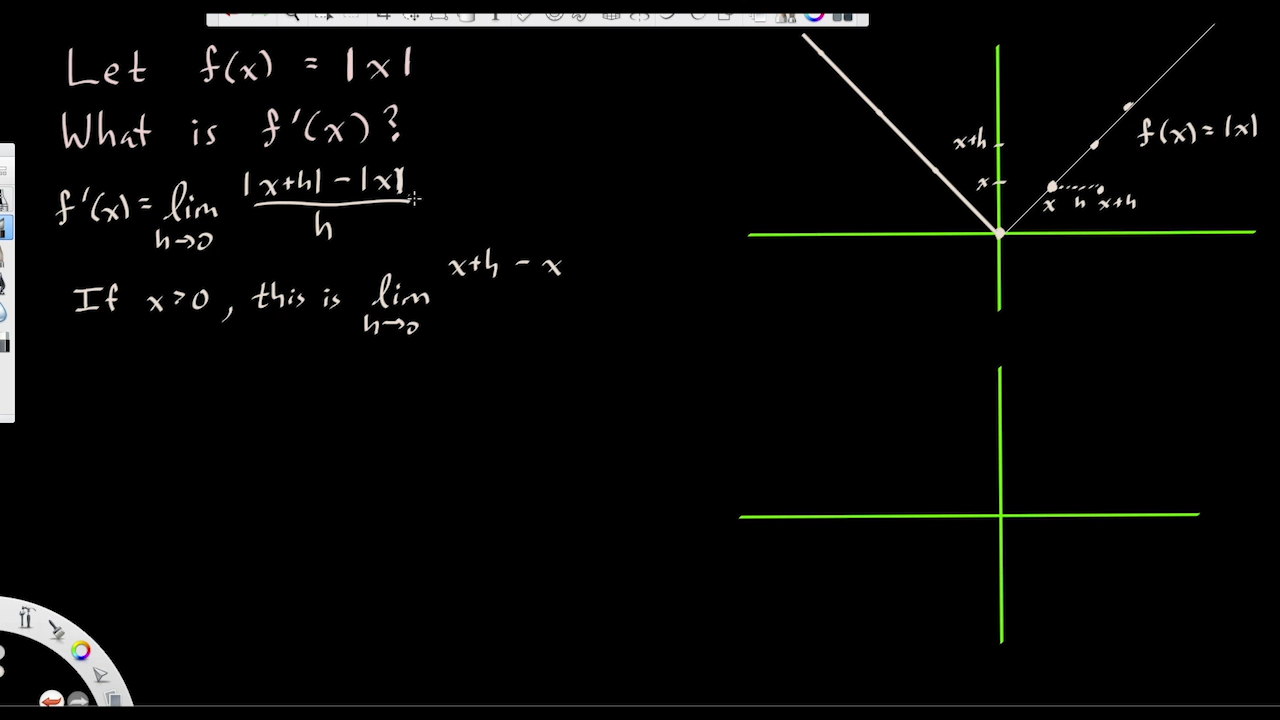 Let f(x) = |x|
What is f'(x)?
f'(x) = lim h→0 |x+h| - |x| / h
If x>0, this is lim h→0 x+h - x
f(x) = |x|
x+h
x
x h x+h